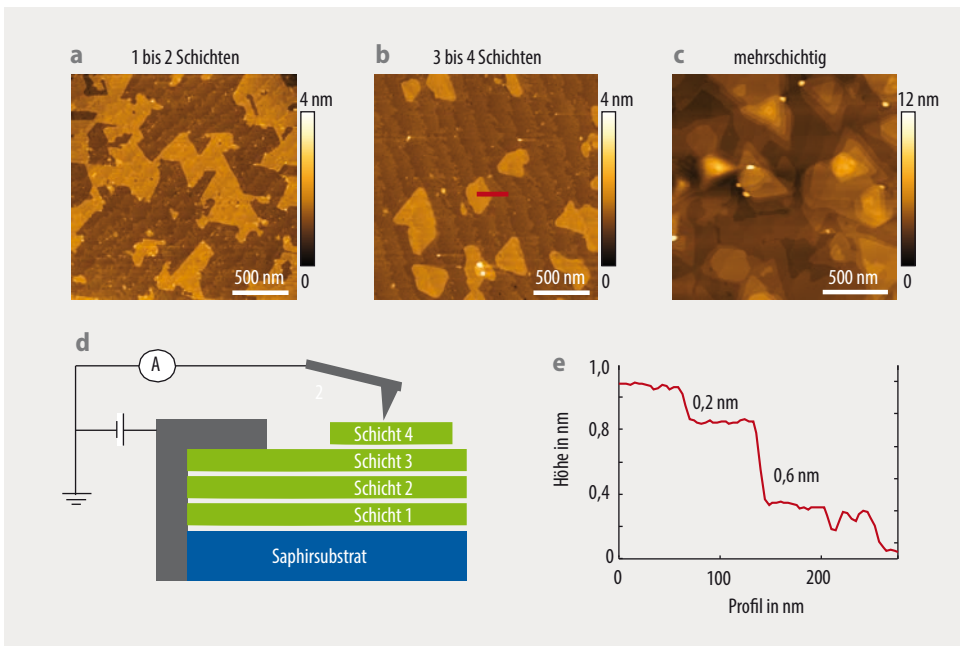 a
1 bis 2 Schichten
4 nm
0
500 nm
b
3 bis 4 Schichten
4 nm
0
500 nm
c
mehrschichtig
12 nm
0
500 nm
d
A
2
Schicht 4
Schicht 3
Schicht 2
Schicht 1
Saphirsubstrat
e
1,0
0,8
0,4
0
Höhe in nm
0,2 nm
0,6 nm
0
100
200
Profil in nm